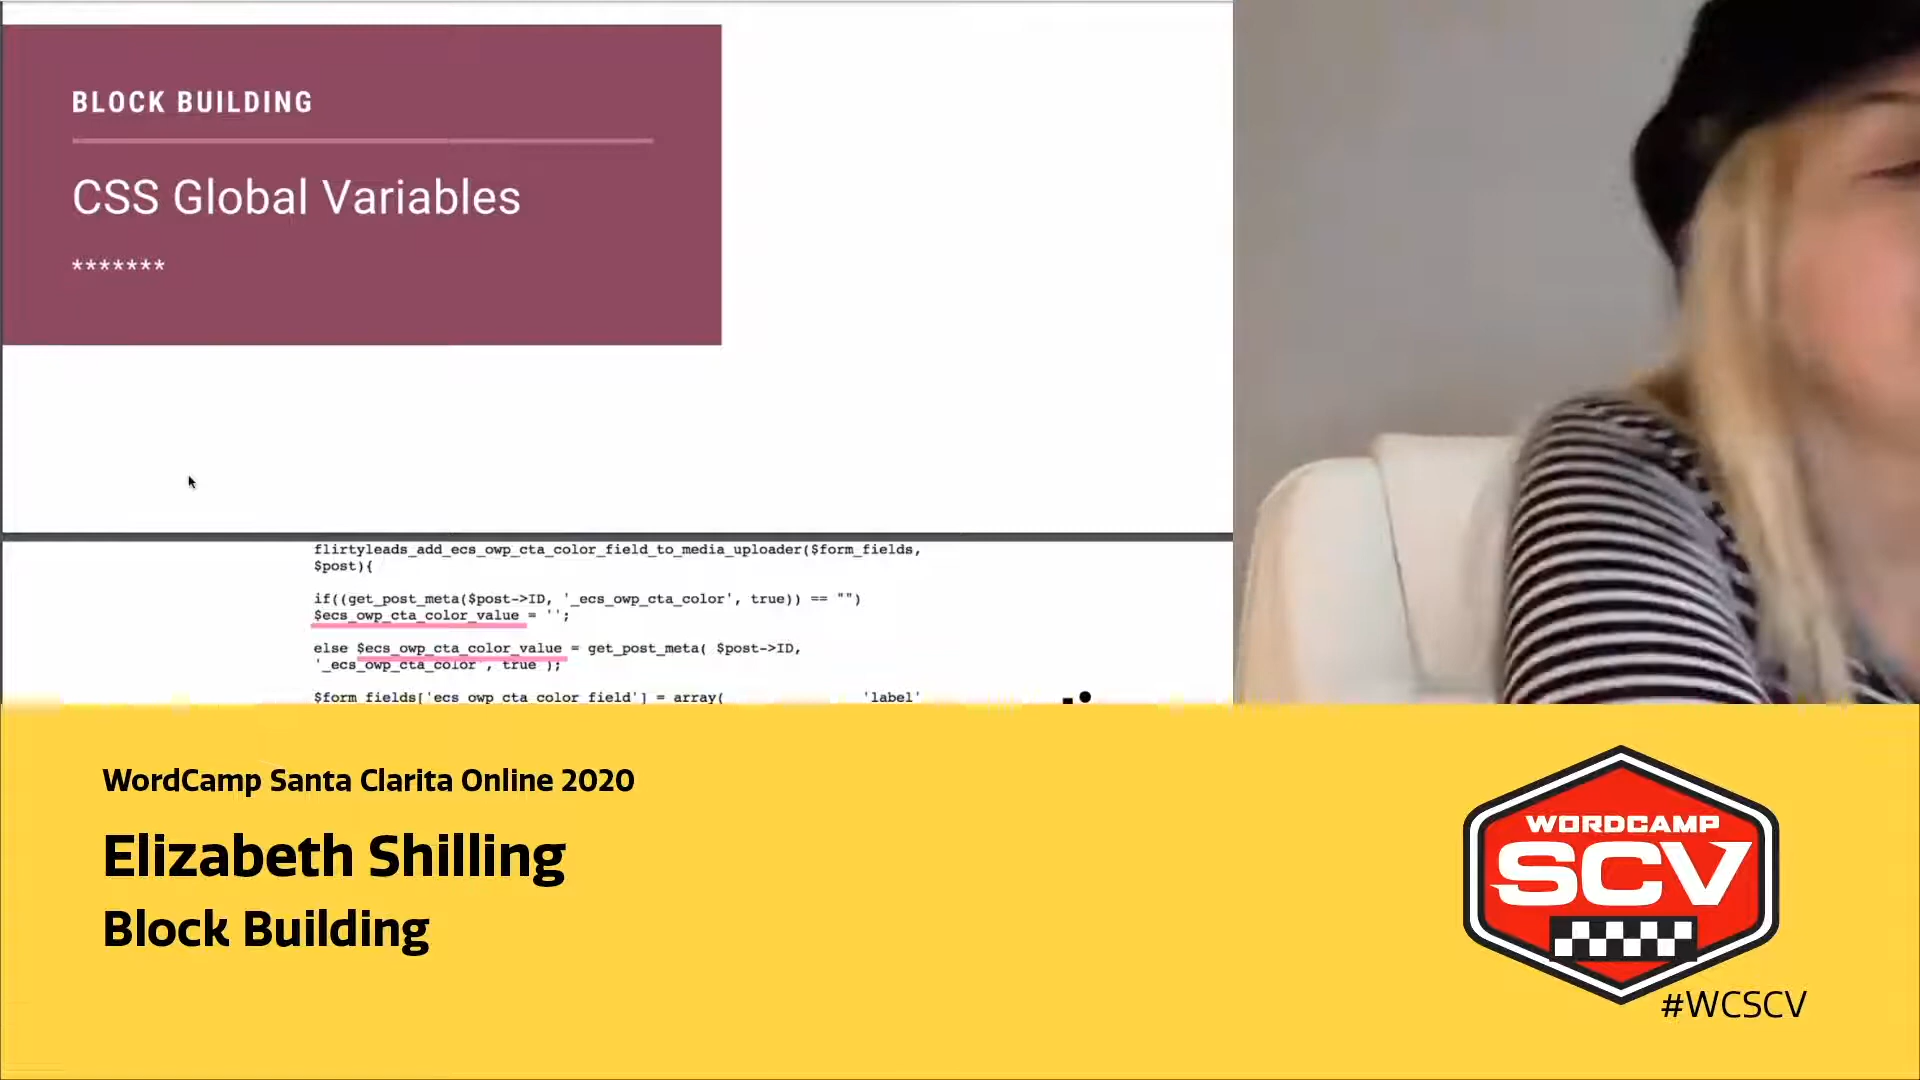 BLOCK BUILDING
CSS Global Variables
*******
flirtyleads_add_ecs_owp_cta_color_field_to_media_uploader($form_fields,
$post){
if((get_post_meta($post->ID, '_ecs_owp_cta_color', true)) == "")
$ecs_owp_cta_color_value = '';
else $ecs_owp_cta_color_value = get_post_meta( $post->ID,
'_ecs_owp_cta_color', true );
$form_fields['ecs_owp_cta_color_field'] = array( 'label'
WordCamp Santa Clarita Online 2020
Elizabeth Shilling
Block Building
WORDCAMP
SCV
#WCSCV